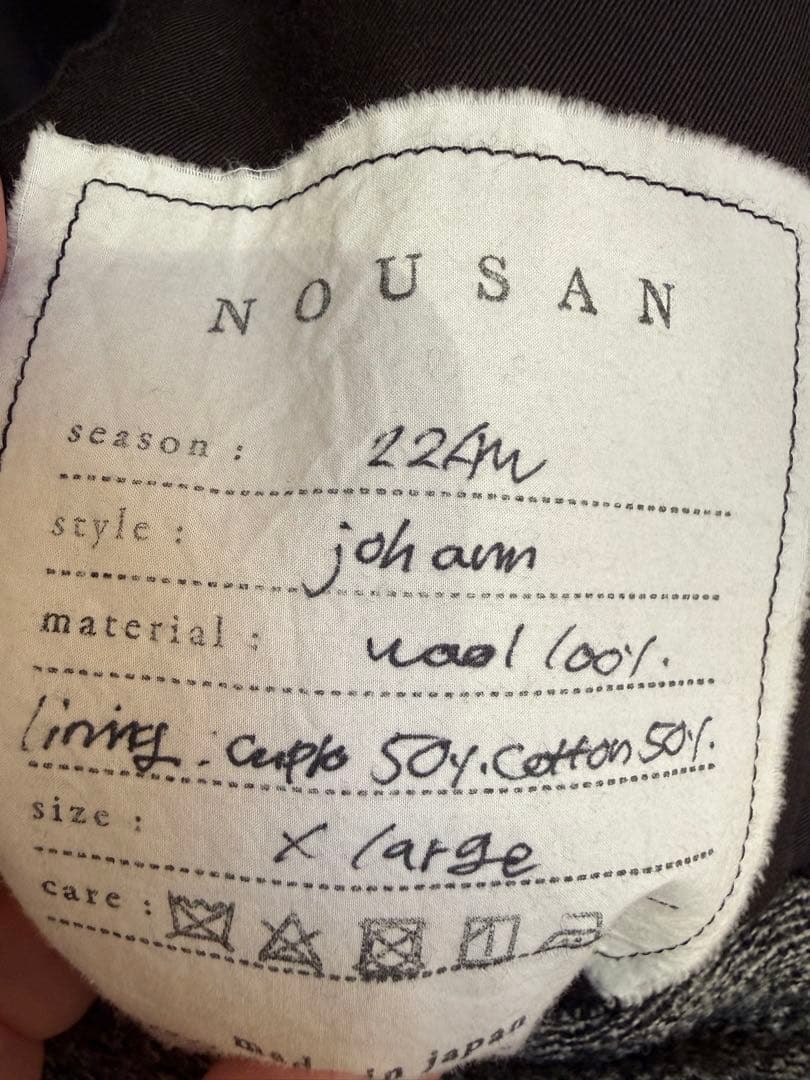 NOUSAN
season : 22AW
style : johann
material : wool 100%.
lining : cupro 50%. cotton 50%.
size : x large
care :
made in japan